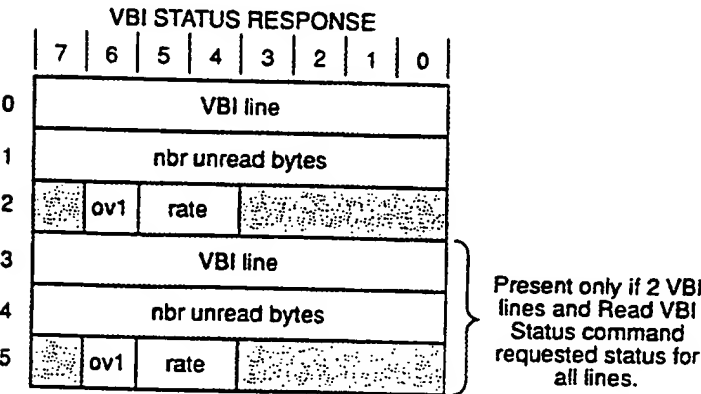 VBI STATUS RESPONSE
7 6 5 4 3 2 1 0
0 VBI line
1 nbr unread bytes
2 ov1 rate
3 VBI line
4 nbr unread bytes
5 ov1 rate
Present only if 2 VBI
lines and Read VBI
Status command
requested status for
all lines.